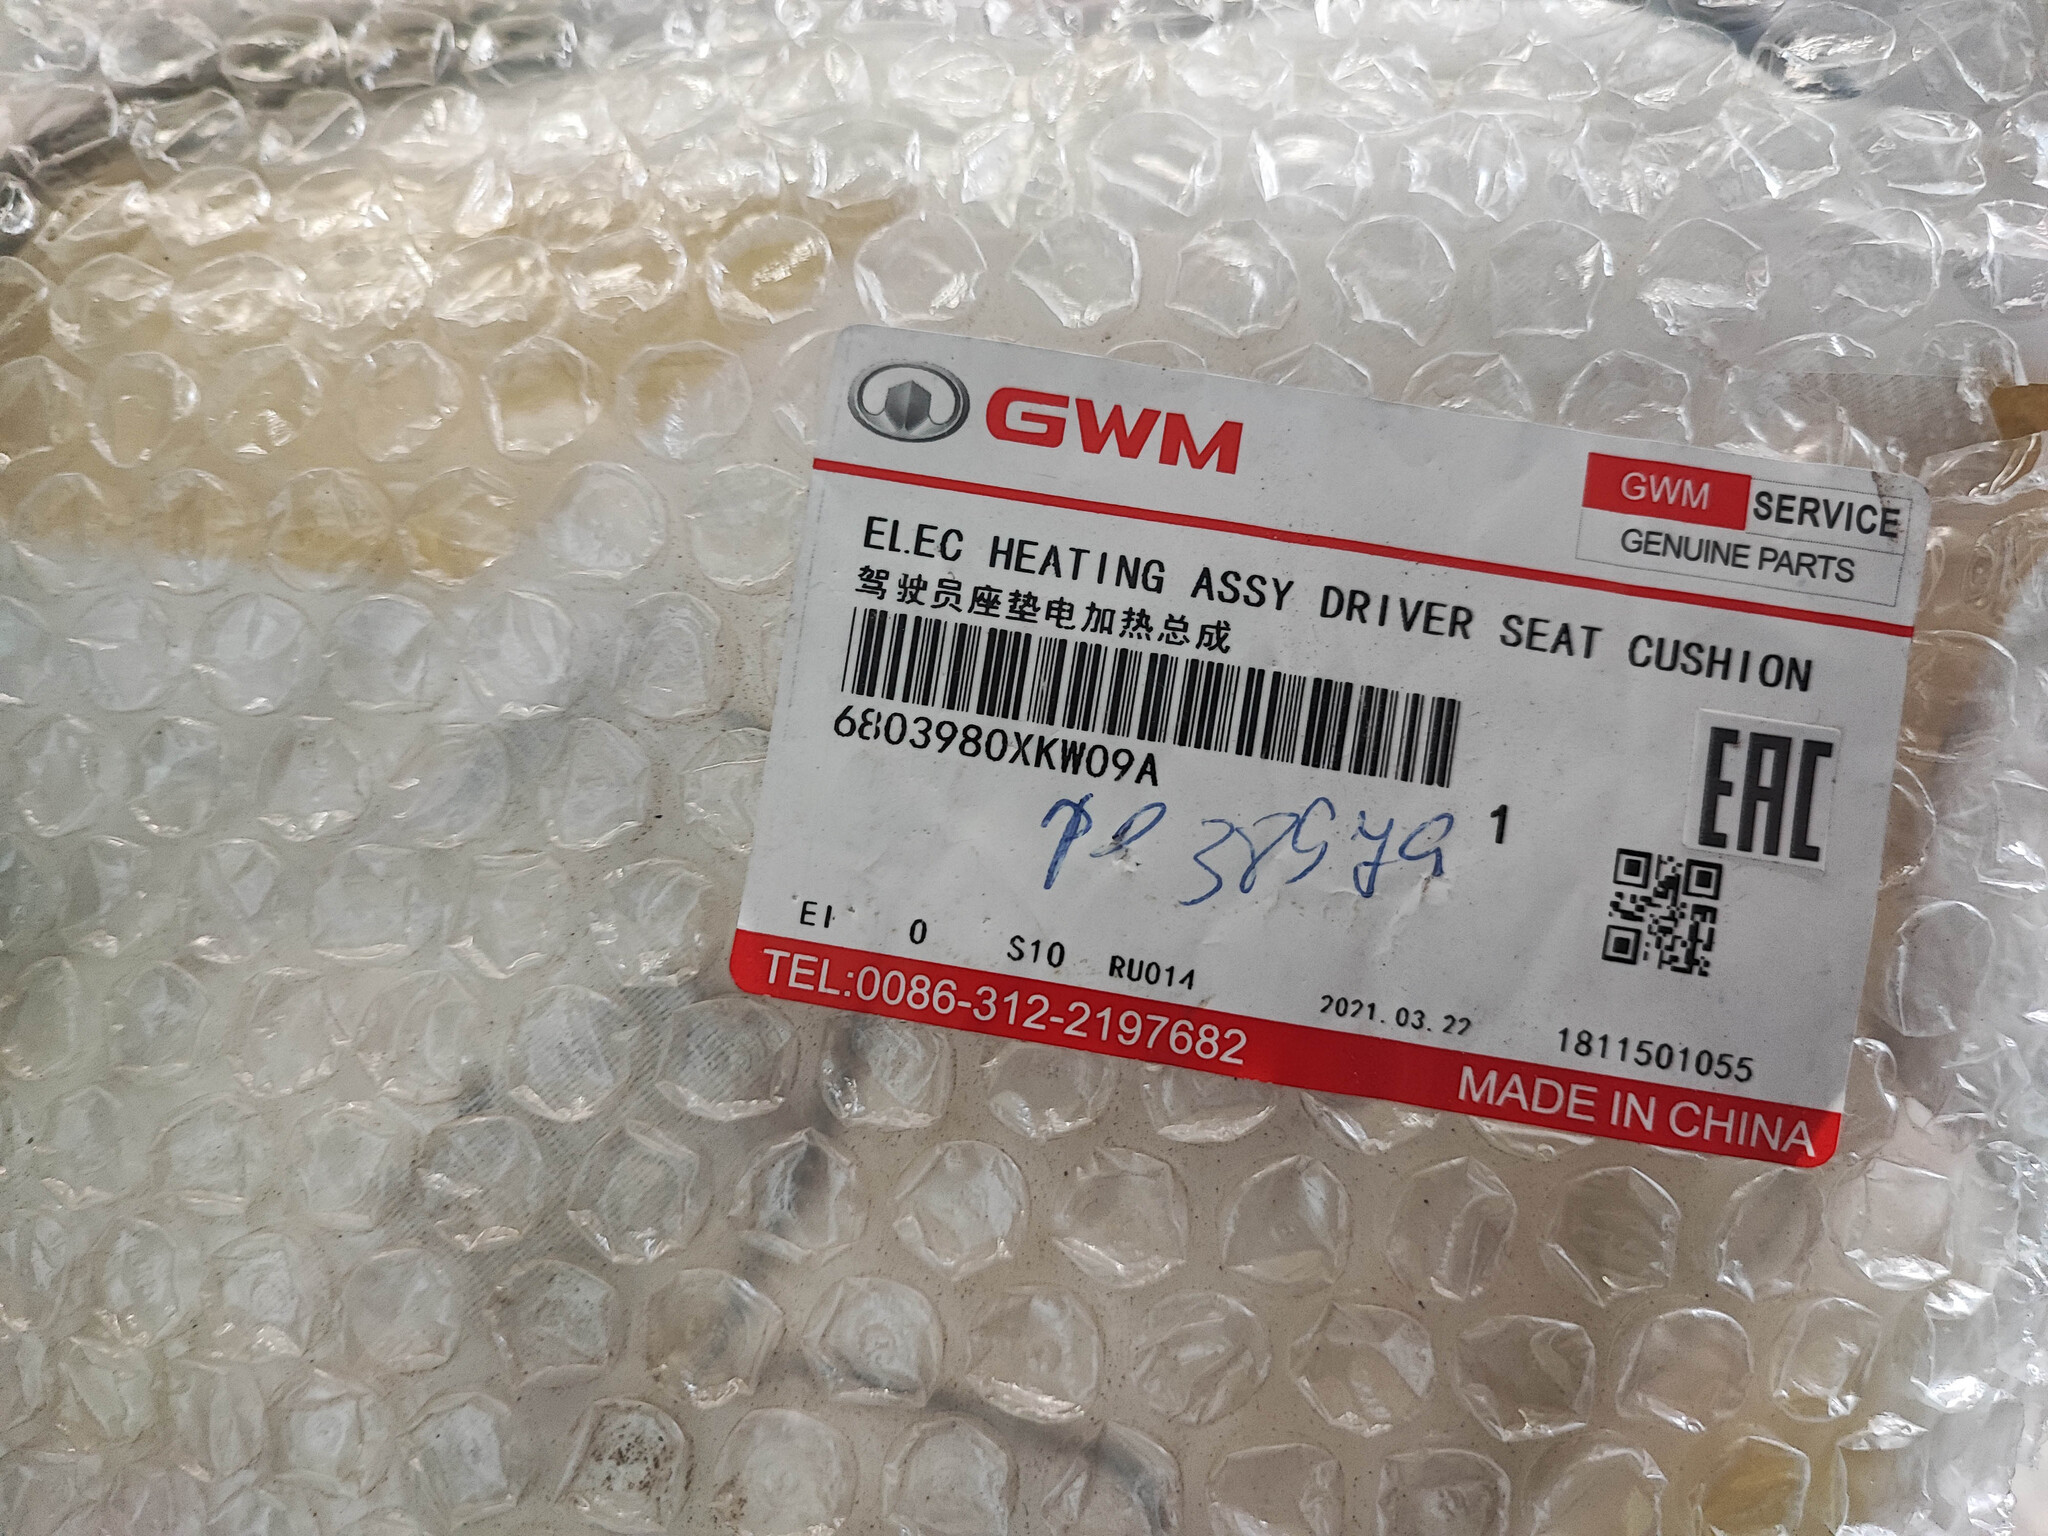 GWM
GWM SERVICE
GENUINE PARTS
ELEC HEATING ASSY DRIVER SEAT CUSHION
驾驶员座垫电加热总成
6803980XKW09A
1
EAC
EI 0 S10 RU014
2021.03.22
1811501055
TEL:0086-312-2197682
MADE IN CHINA